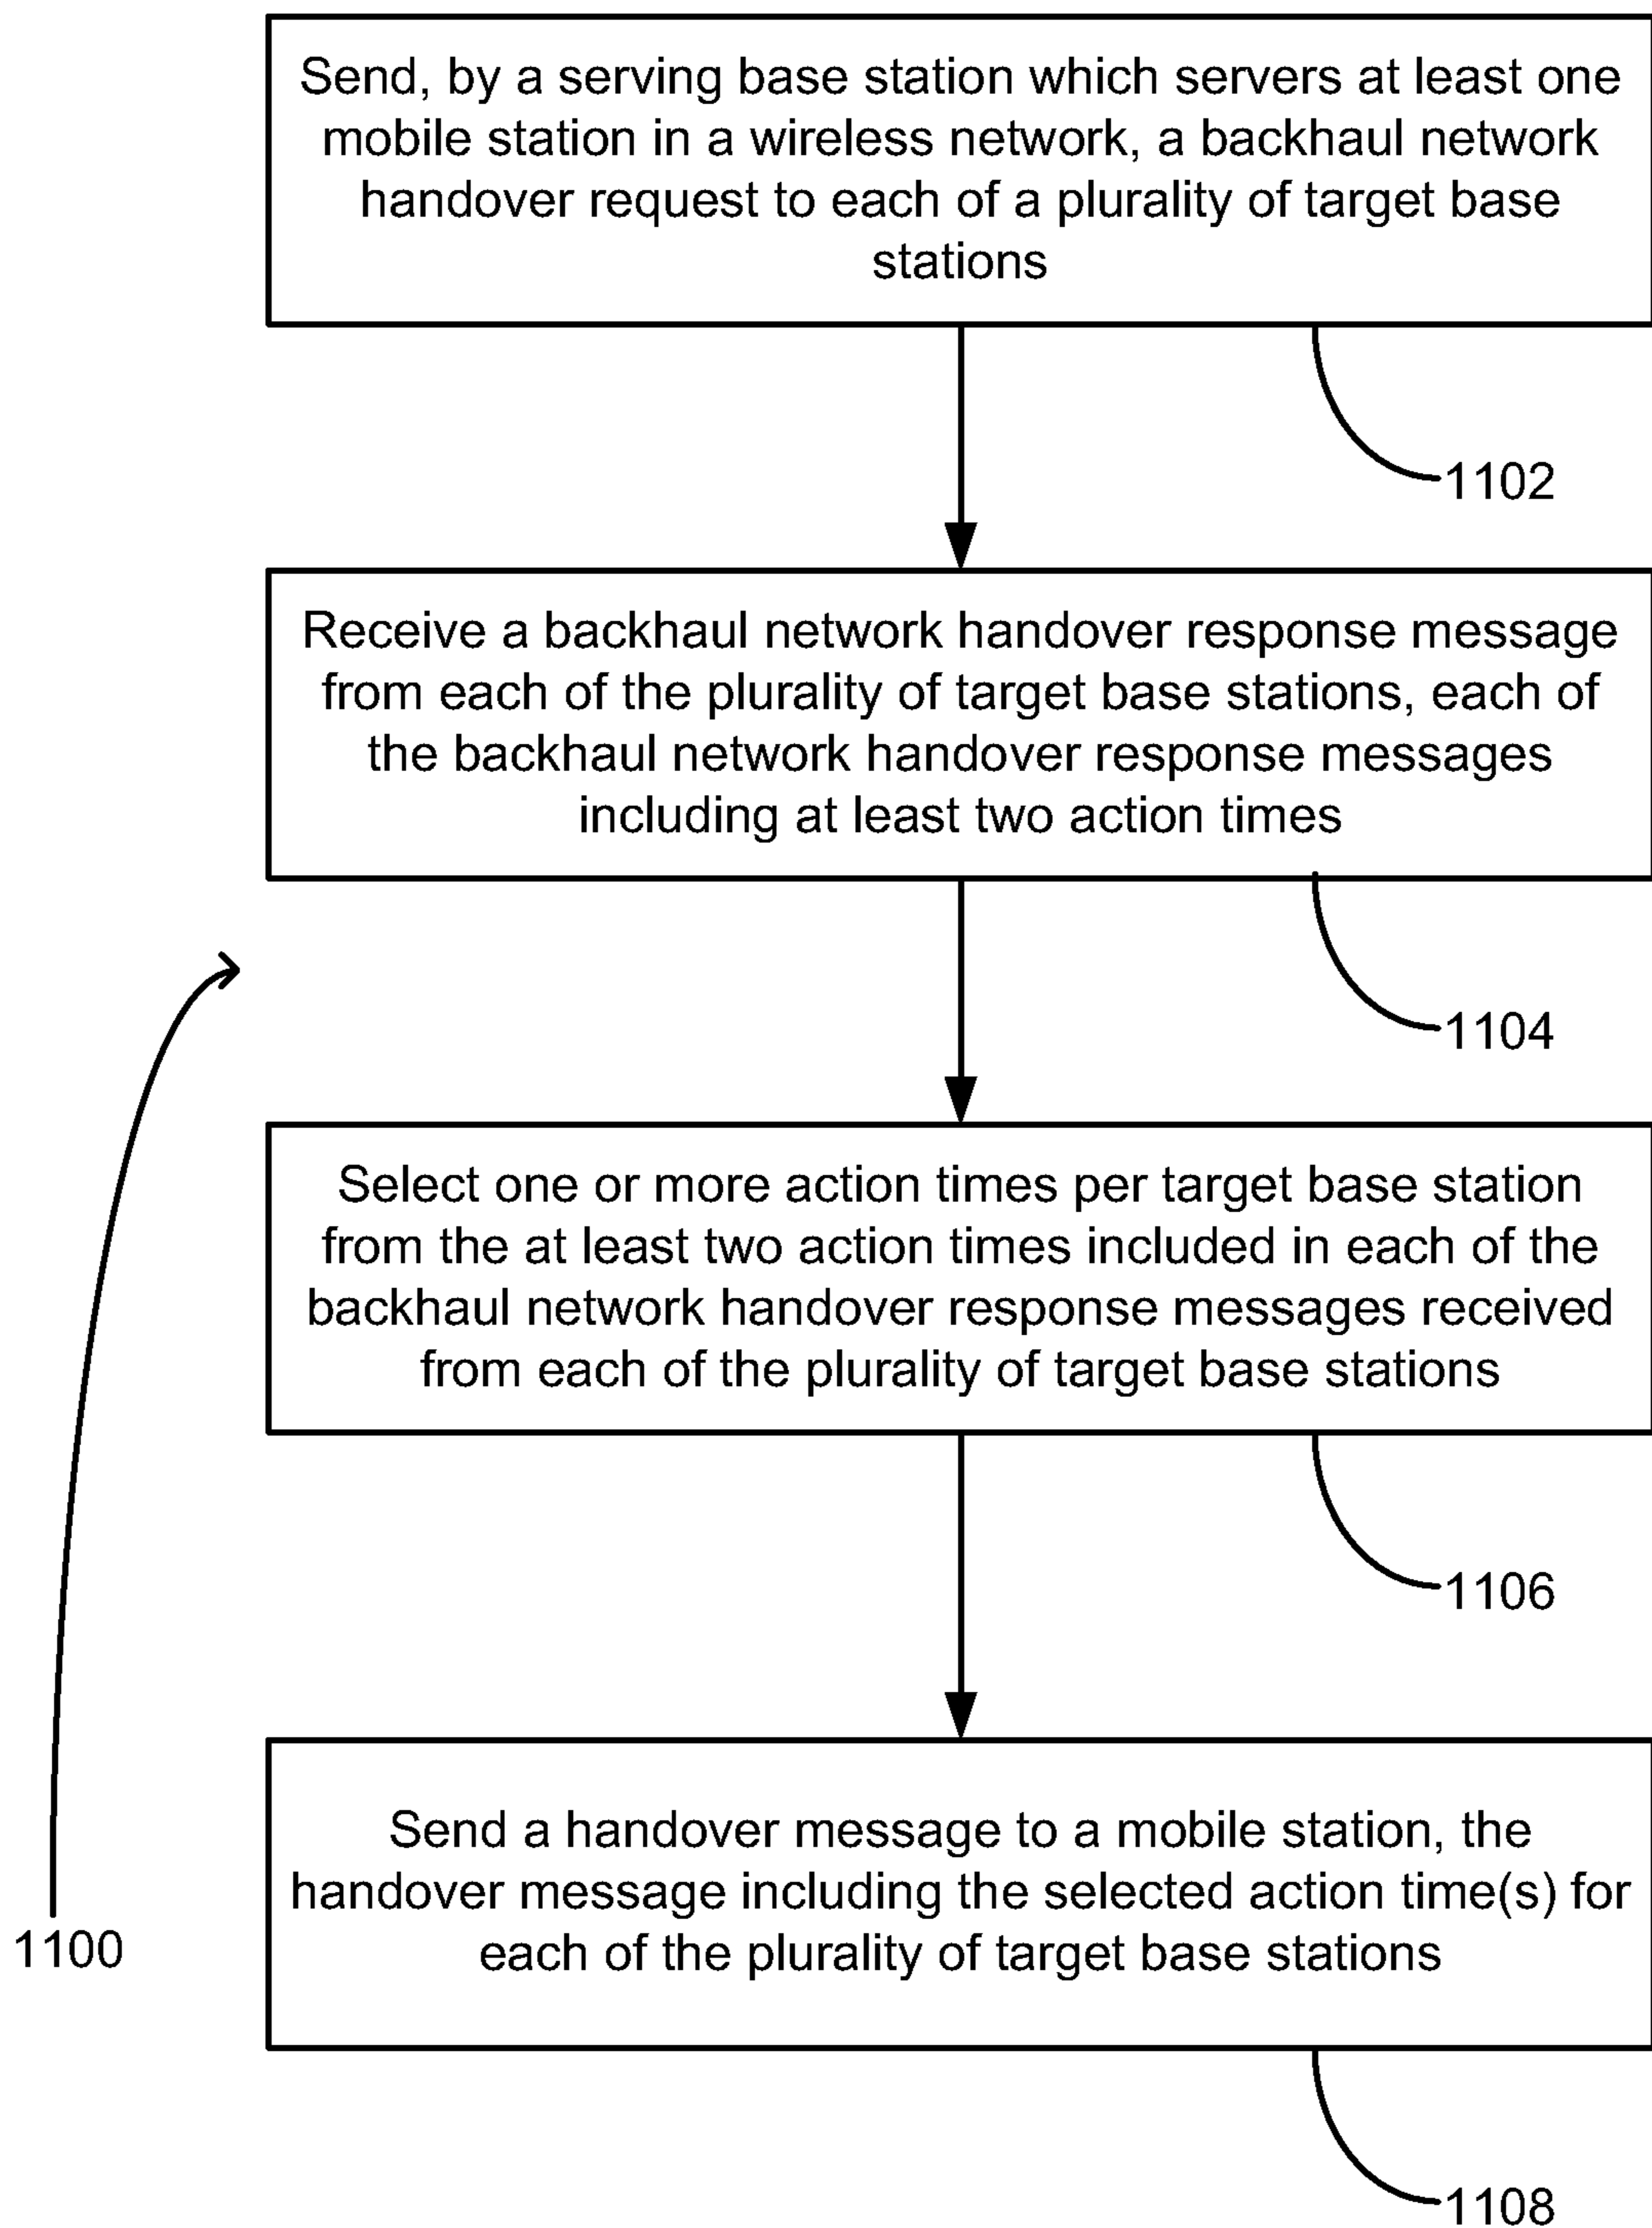 Send, by a serving base station which servers at least one
mobile station in a wireless network, a backhaul network
handover request to each of a plurality of target base
stations
1102
Receive a backhaul network handover response message
from each of the plurality of target base stations, each of
the backhaul network handover response messages
including at least two action times
1104
Select one or more action times per target base station
from the at least two action times included in each of the
backhaul network handover response messages received
from each of the plurality of target base stations
1106
Send a handover message to a mobile station, the
handover message including the selected action time(s) for
each of the plurality of target base stations
1100
1108